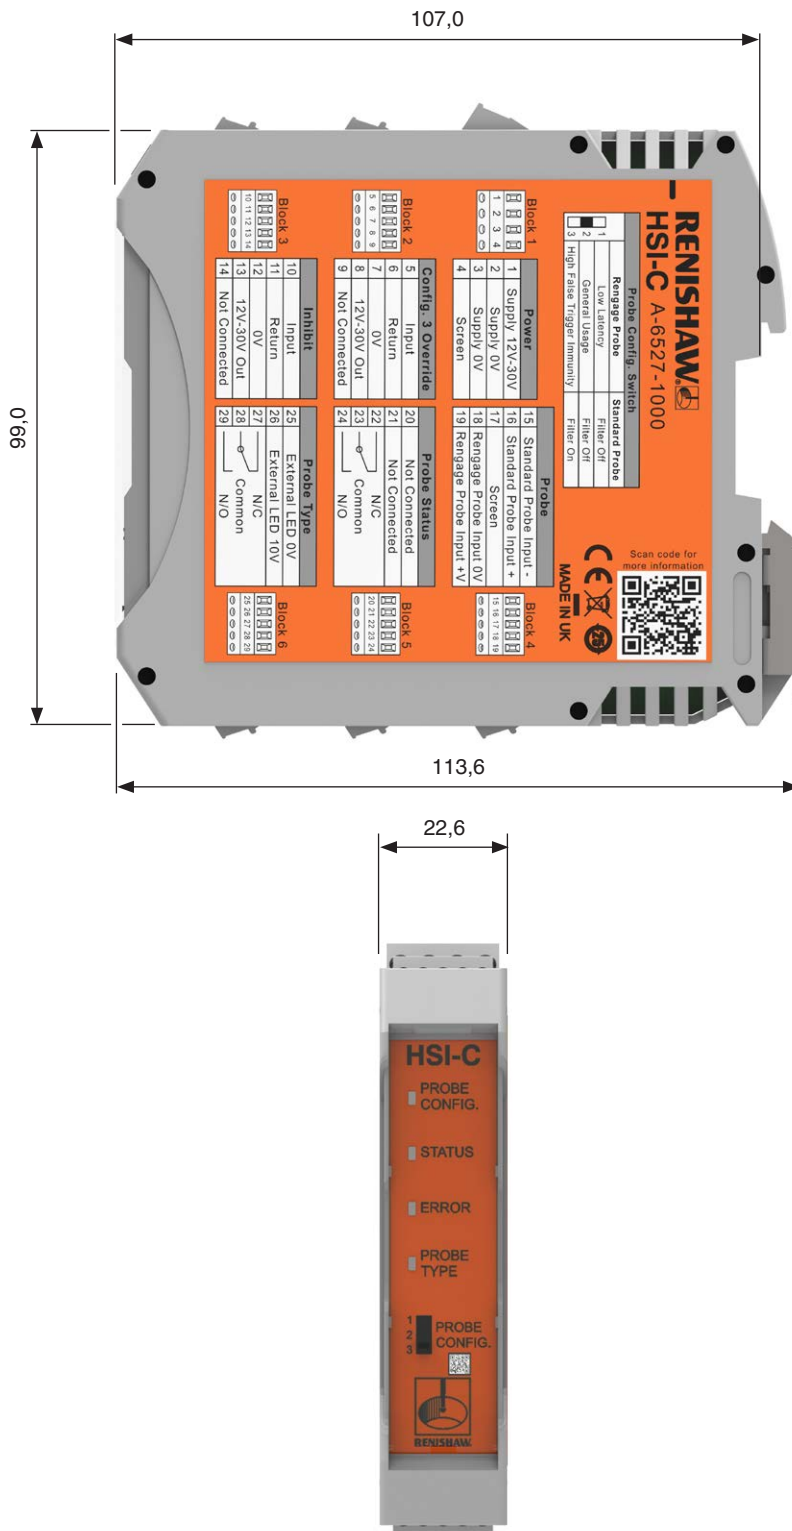 107,0
99,0
RENISHAW
HSI-C A-6527-1000
Probe Config. Switch
Rengage Probe Standard Probe
1 Low Latency Filter Off
2 General Usage Filter Off
3 High False Trigger Immunity Filter On
Scan code for
more information
CE
MADE IN UK
Block 1
1 2 3 4
Power
1 Supply 12V-30V
2 Supply 0V
3 Supply 0V
4 Screen
Probe
15 Standard Probe Input -
16 Standard Probe Input +
17 Screen
18 Rengage Probe Input 0V
19 Rengage Probe Input +V
Block 4
15 16 17 18 19
Block 2
5 6 7 8 9
Config. 3 Override
5 Input
6 Return
7 0V
8 12V-30V Out
9 Not Connected
Probe Status
20 Not Connected
21 Not Connected
22 N/C
23 Common
24 N/O
Block 5
20 21 22 23 24
Block 3
10 11 12 13 14
Inhibit
10 Input
11 Return
12 0V
13 12V-30V Out
14 Not Connected
Probe Type
25 External LED 0V
26 External LED 10V
27 N/C
28 Common
29 N/O
Block 6
25 26 27 28 29
113,6
22,6
HSI-C
PROBE
CONFIG.
STATUS
ERROR
PROBE
TYPE
1
2
3
PROBE
CONFIG.
RENISHAW